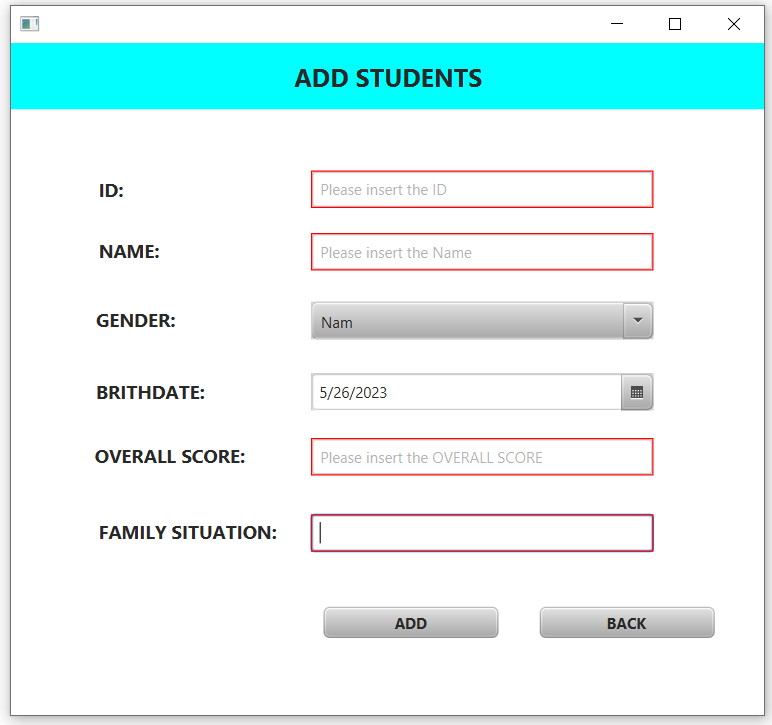 ADD STUDENTS
ID: Please insert the ID
NAME: Please insert the Name
GENDER: Nam
BRITHDATE: 5/26/2023
OVERALL SCORE: Please insert the OVERALL SCORE
FAMILY SITUATION:
ADD BACK